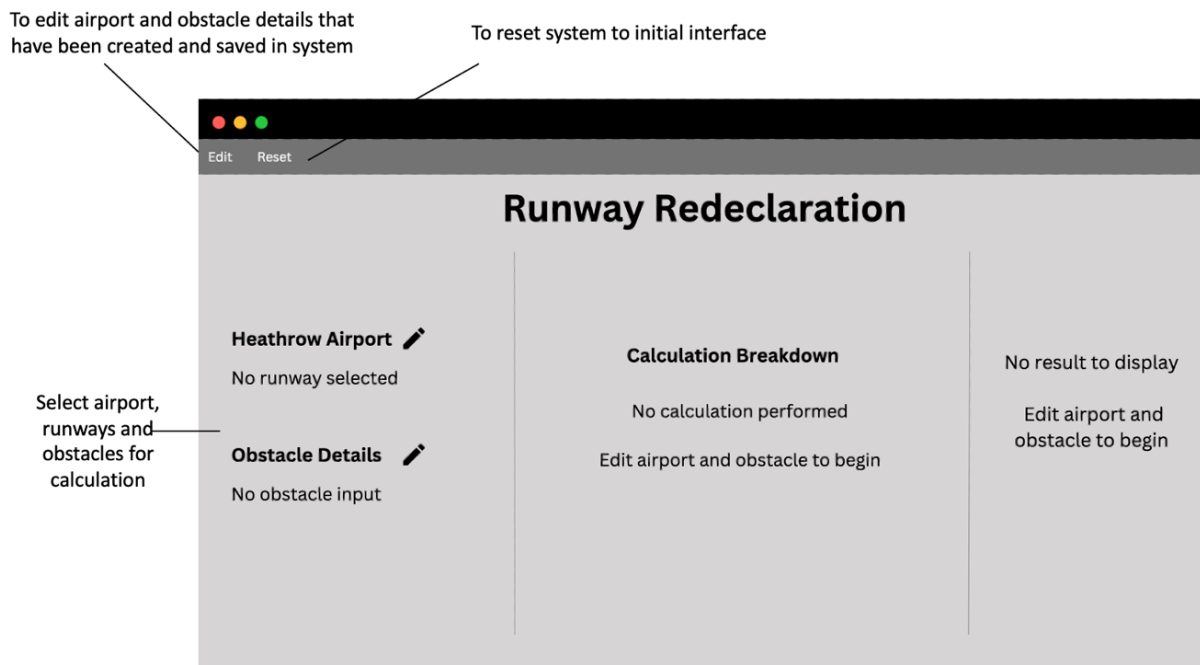 To edit airport and obstacle details that
have been created and saved in system
To reset system to initial interface
Edit
Reset
Runway Redeclaration
Heathrow Airport
No runway selected
Select airport,
runways and
obstacles for
calculation
Obstacle Details
No obstacle input
Calculation Breakdown
No calculation performed
Edit airport and obstacle to begin
No result to display
Edit airport and
obstacle to begin